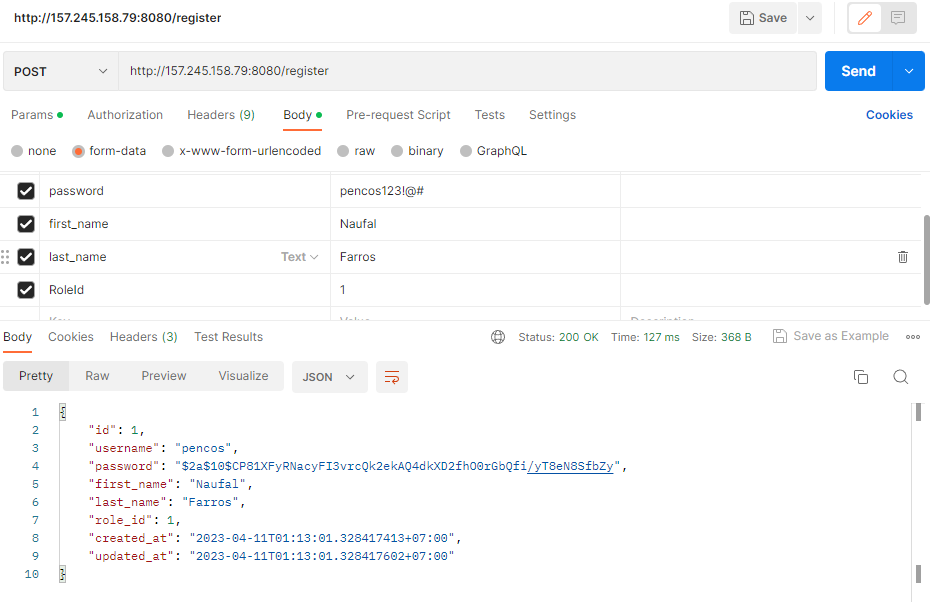 http://157.245.158.79:8080/register
Save
POST http://157.245.158.79:8080/register Send
Params Authorization Headers (9) Body Pre-request Script Tests Settings Cookies
none form-data x-www-form-urlencoded raw binary GraphQL
password pencos123!@#
first_name Naufal
last_name Text Farros
RoleId 1
Key Value Description
Body Cookies Headers (3) Test Results Status: 200 OK Time: 127 ms Size: 368 B Save as Example
Pretty Raw Preview Visualize JSON
1 {
2 "id": 1,
3 "username": "pencos",
4 "password": "$2a$10$CP81XFyRNacyFI3vrcQk2ekAQ4dkXD2fhO0rGbQfi/yT8eN8SfbZy",
5 "first_name": "Naufal",
6 "last_name": "Farros",
7 "role_id": 1,
8 "created_at": "2023-04-11T01:13:01.328417413+07:00",
9 "updated_at": "2023-04-11T01:13:01.328417602+07:00"
10 }